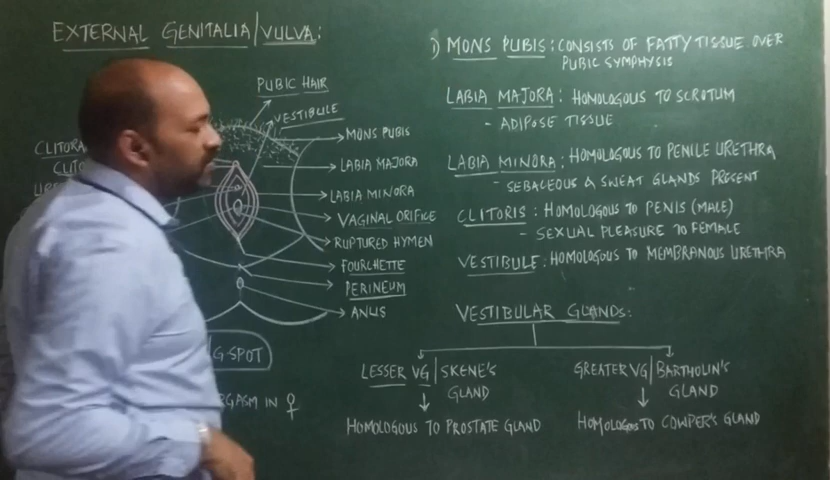 EXTERNAL GENITALIA/VULVA:
PUBIC HAIR
VESTIBULE
MONS PUBIS
LABIA MAJORA
LABIA MINORA
VAGINAL ORIFICE
RUPTURED HYMEN
FOURCHETTE
PERINEUM
ANUS
G-SPOT
IN ♀
1) MONS PUBIS: CONSISTS OF FATTY TISSUE OVER
PUBIC SYMPHYSIS
LABIA MAJORA: HOMOLOGOUS TO SCROTUM
- ADIPOSE TISSUE
LABIA MINORA: HOMOLOGOUS TO PENILE URETHRA
- SEBACEOUS & SWEAT GLANDS PRESENT
CLITORIS: HOMOLOGOUS TO PENIS (MALE)
- SEXUAL PLEASURE TO FEMALE
VESTIBULE: HOMOLOGOUS TO MEMBRANOUS URETHRA
VESTIBULAR GLANDS:
LESSER VG/SKENE'S
GLAND
HOMOLOGOUS TO PROSTATE GLAND
GREATER VG/BARTHOLIN'S
GLAND
HOMOLOGOUS TO COWPER'S GLAND